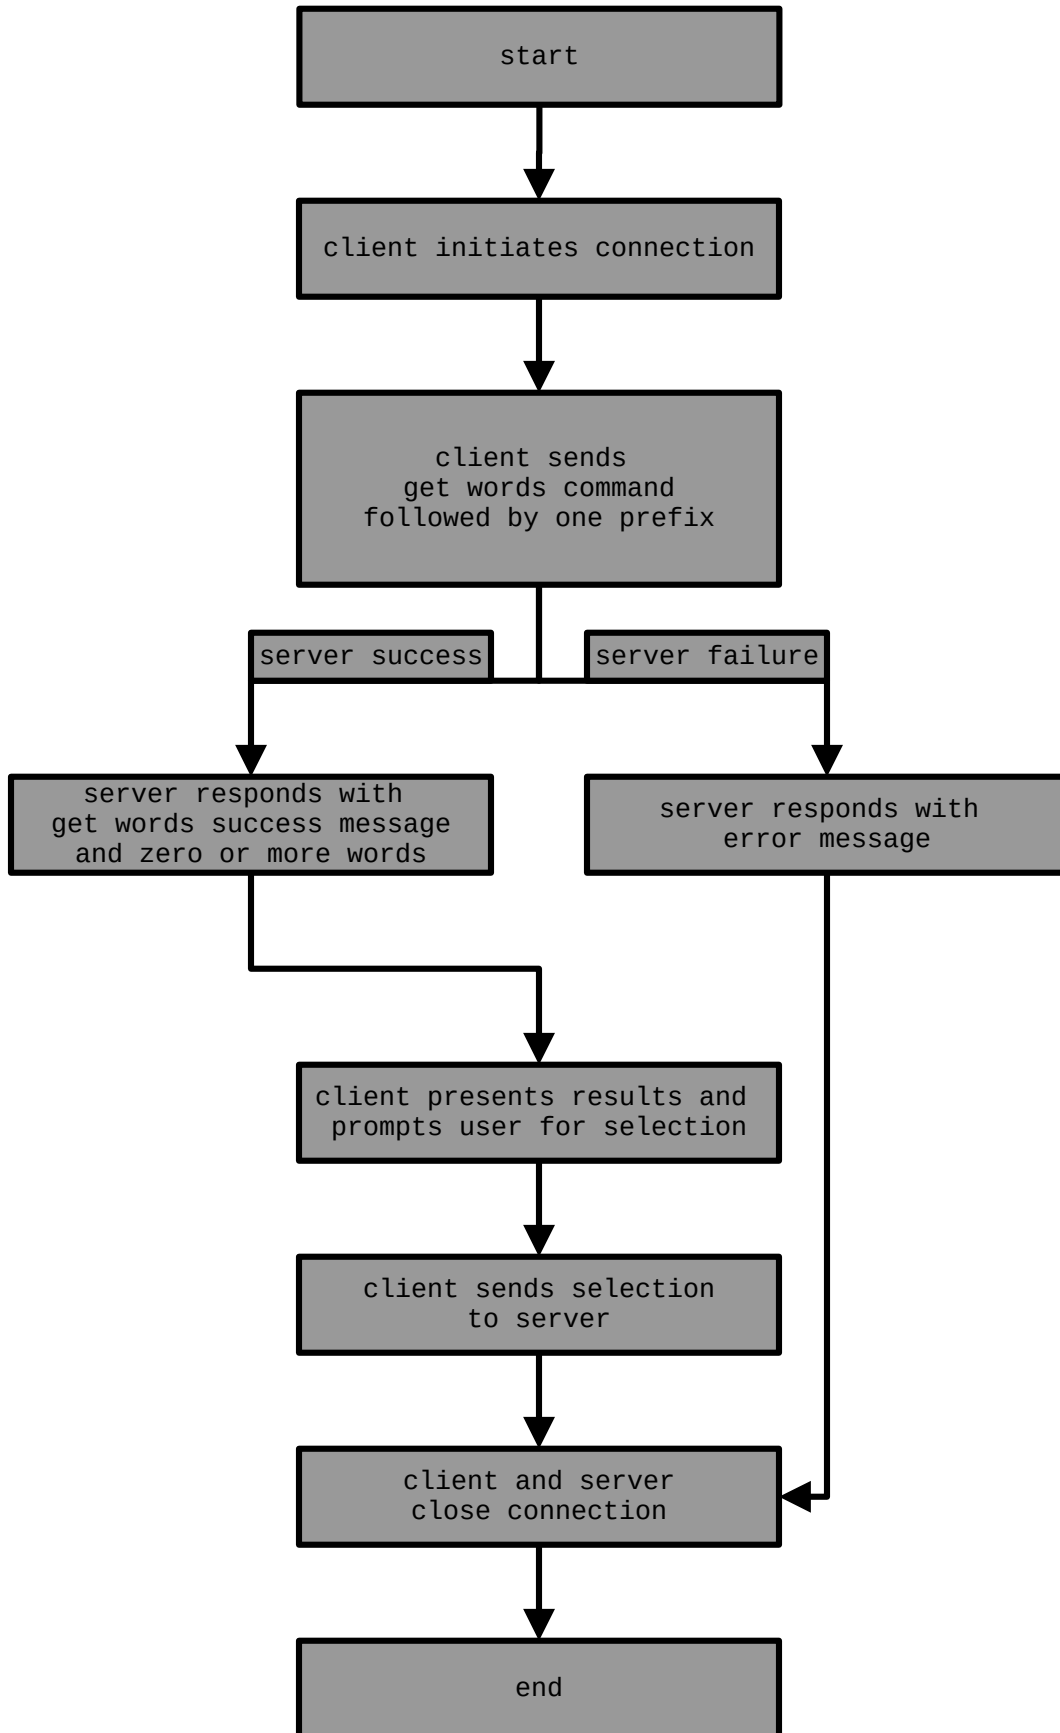 start
client initiates connection
client sends
get words command
followed by one prefix
server success
server failure
server responds with
get words success message
and zero or more words
server responds with
error message
client presents results and
prompts user for selection
client sends selection
to server
client and server
close connection
end